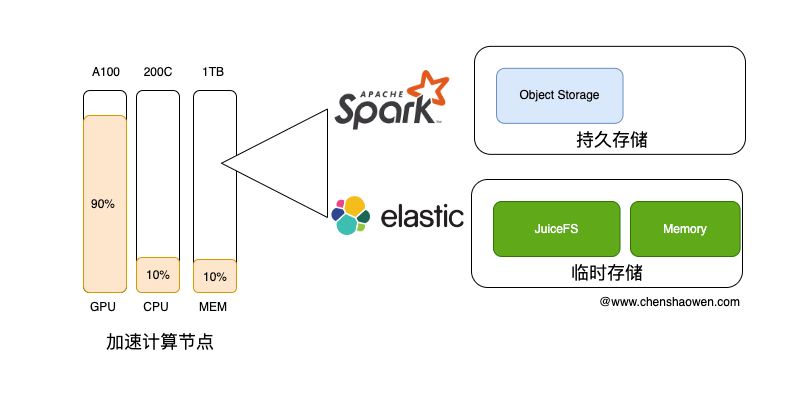 A100
200C
1TB
90%
10%
10%
GPU
CPU
MEM
加速计算节点
APACHE
Spark™
elastic
Object Storage
持久存储
JuiceFS
Memory
临时存储
@www.chenshaowen.com